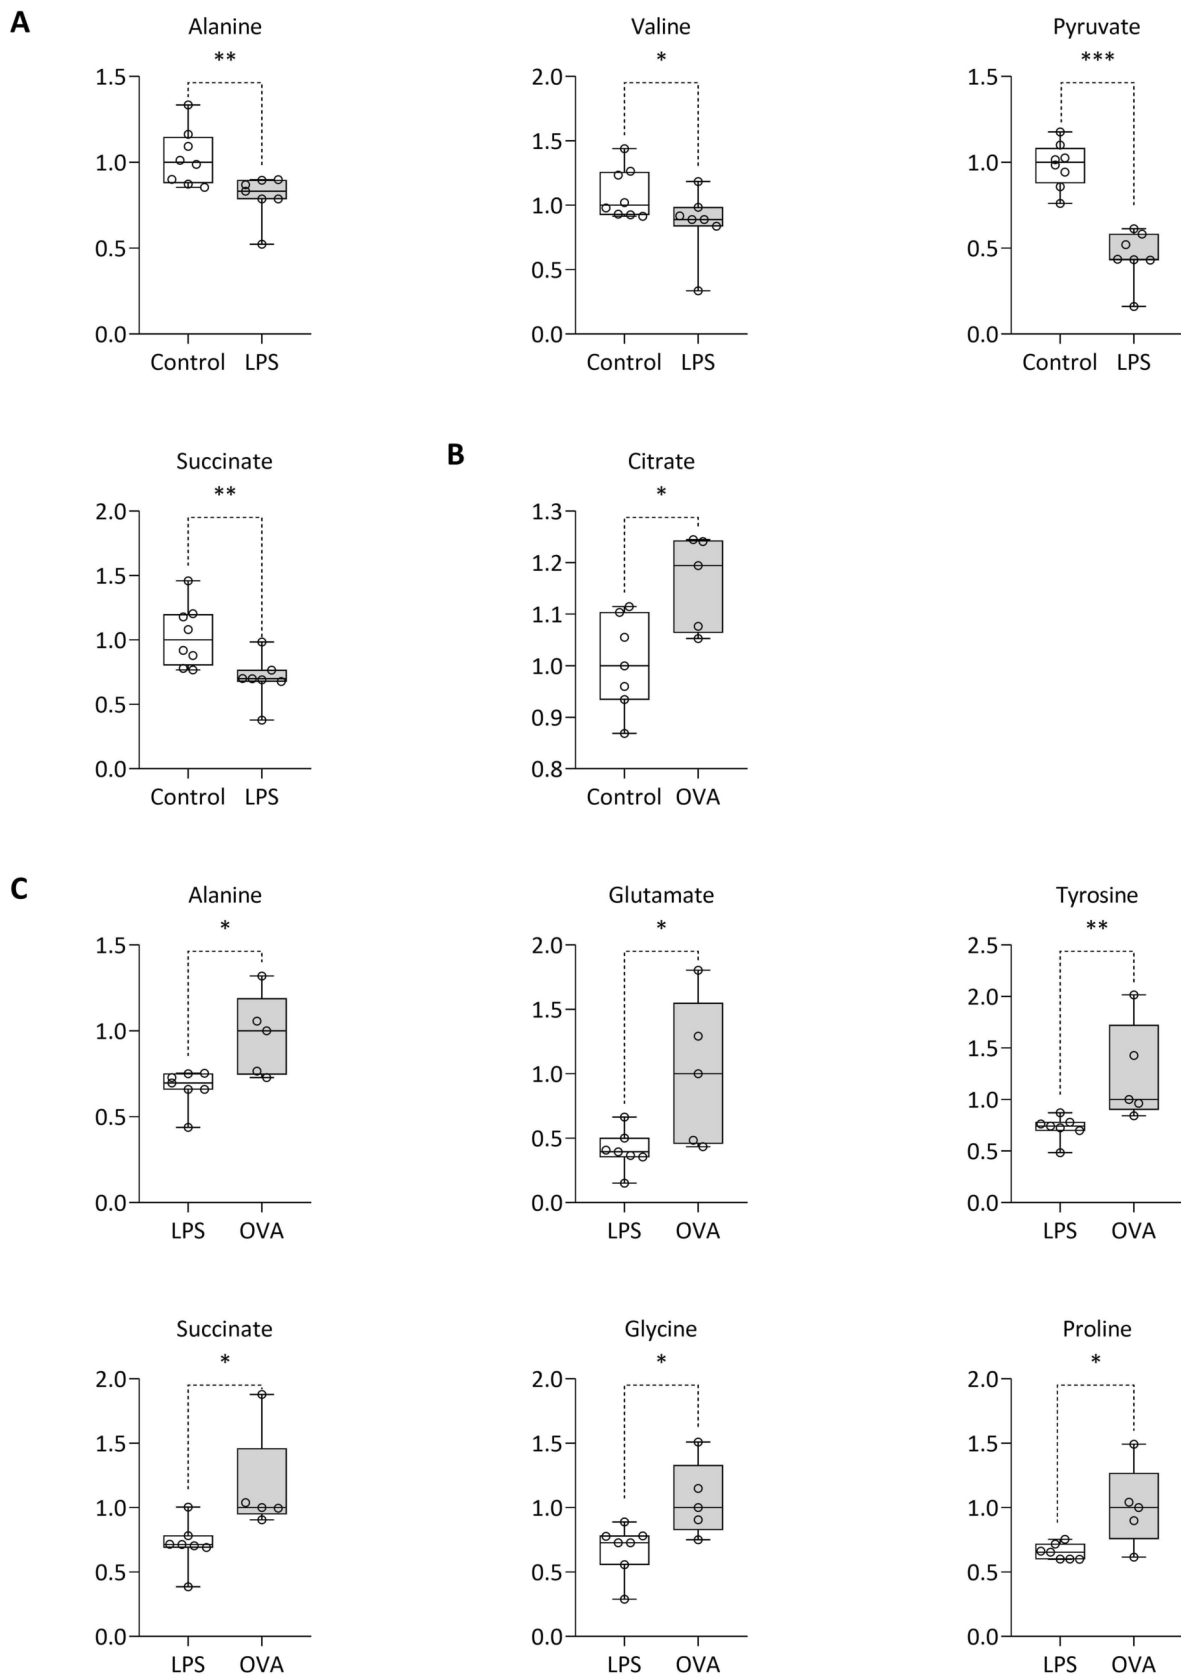 A
Alanine
**
1.5
1.0
0.5
0.0
Control LPS
Valine
*
2.0
1.5
1.0
0.5
0.0
Control LPS
Pyruvate
***
1.5
1.0
0.5
0.0
Control LPS
Succinate
**
2.0
1.5
1.0
0.5
0.0
Control LPS
B
Citrate
*
1.3
1.2
1.1
1.0
0.9
0.8
Control OVA
C
Alanine
*
1.5
1.0
0.5
0.0
LPS OVA
Glutamate
*
2.0
1.5
1.0
0.5
0.0
LPS OVA
Tyrosine
**
2.5
2.0
1.5
1.0
0.5
0.0
LPS OVA
Succinate
*
2.0
1.5
1.0
0.5
0.0
LPS OVA
Glycine
*
2.0
1.5
1.0
0.5
0.0
LPS OVA
Proline
*
2.0
1.5
1.0
0.5
0.0
LPS OVA